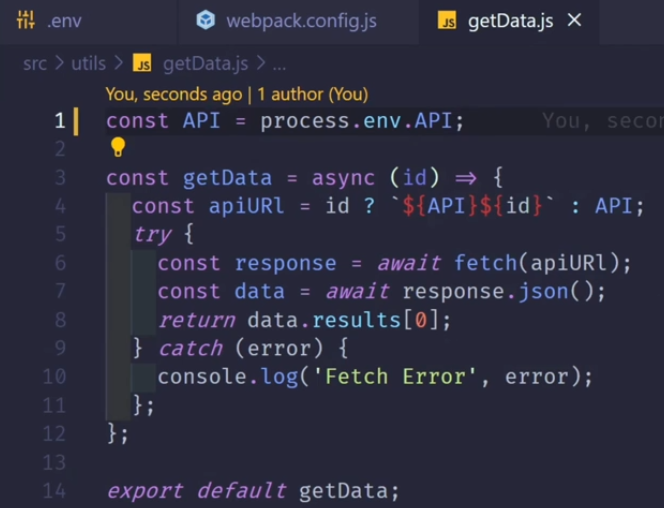 .env webpack.config.js JS getData.js ×
src > utils > JS getData.js > ...
You, seconds ago | 1 author (You)
1 const API = process.env.API; You,
2
3 const getData = async (id) => {
4 const apiURl = id ? `${API}${id}` : API;
5 try {
6 const response = await fetch(apiURl);
7 const data = await response.json();
8 return data.results[0];
9 } catch (error) {
10 console.log('Fetch Error', error);
11 };
12 };
13
14 export default getData;